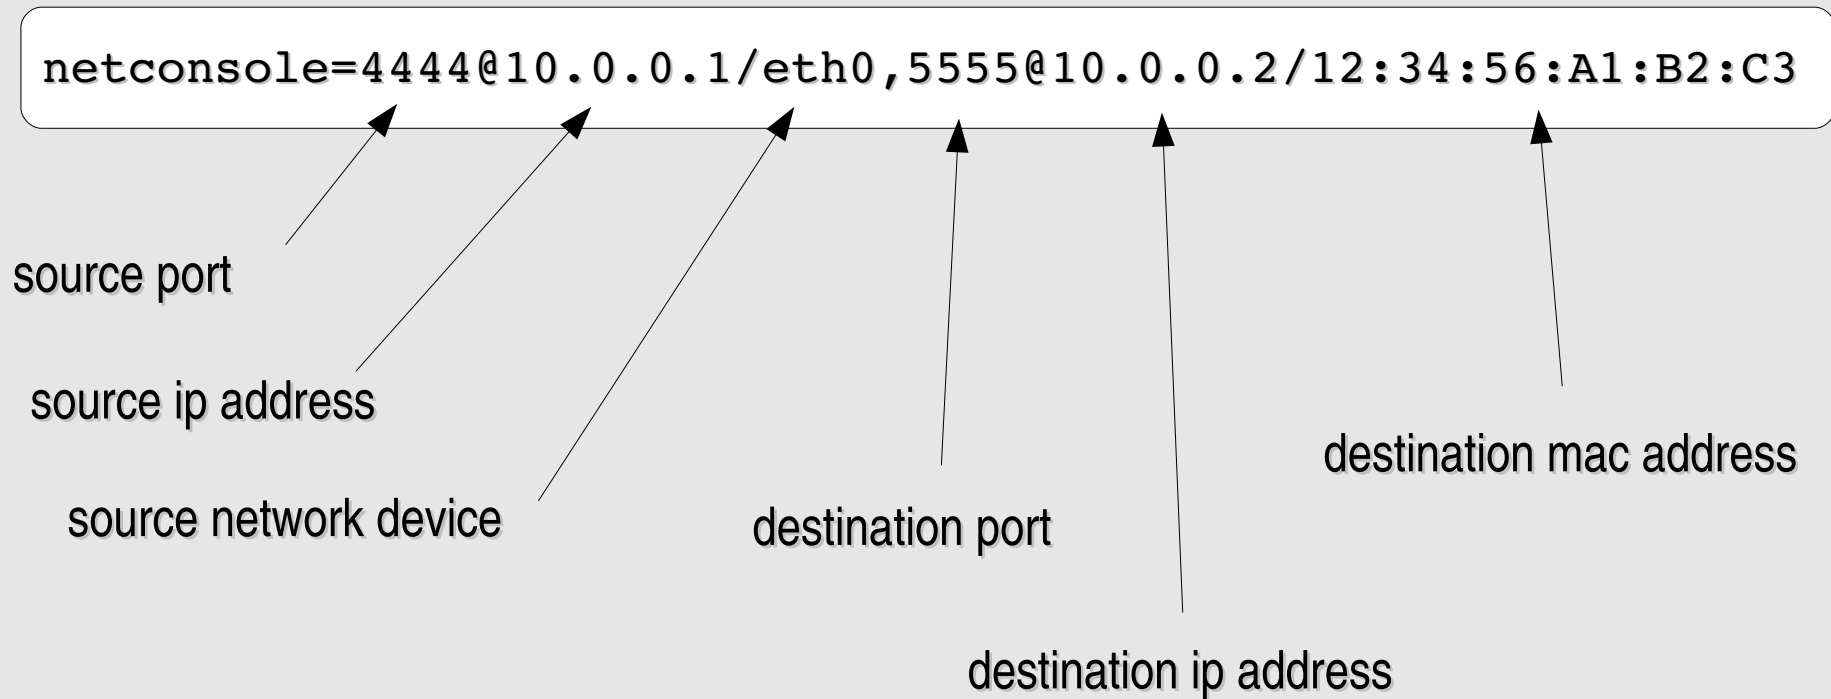 netconsole=4444@10.0.0.1/eth0,5555@10.0.0.2/12:34:56:A1:B2:C3
source port
source ip address
destination mac address
source network device
destination port
destination ip address